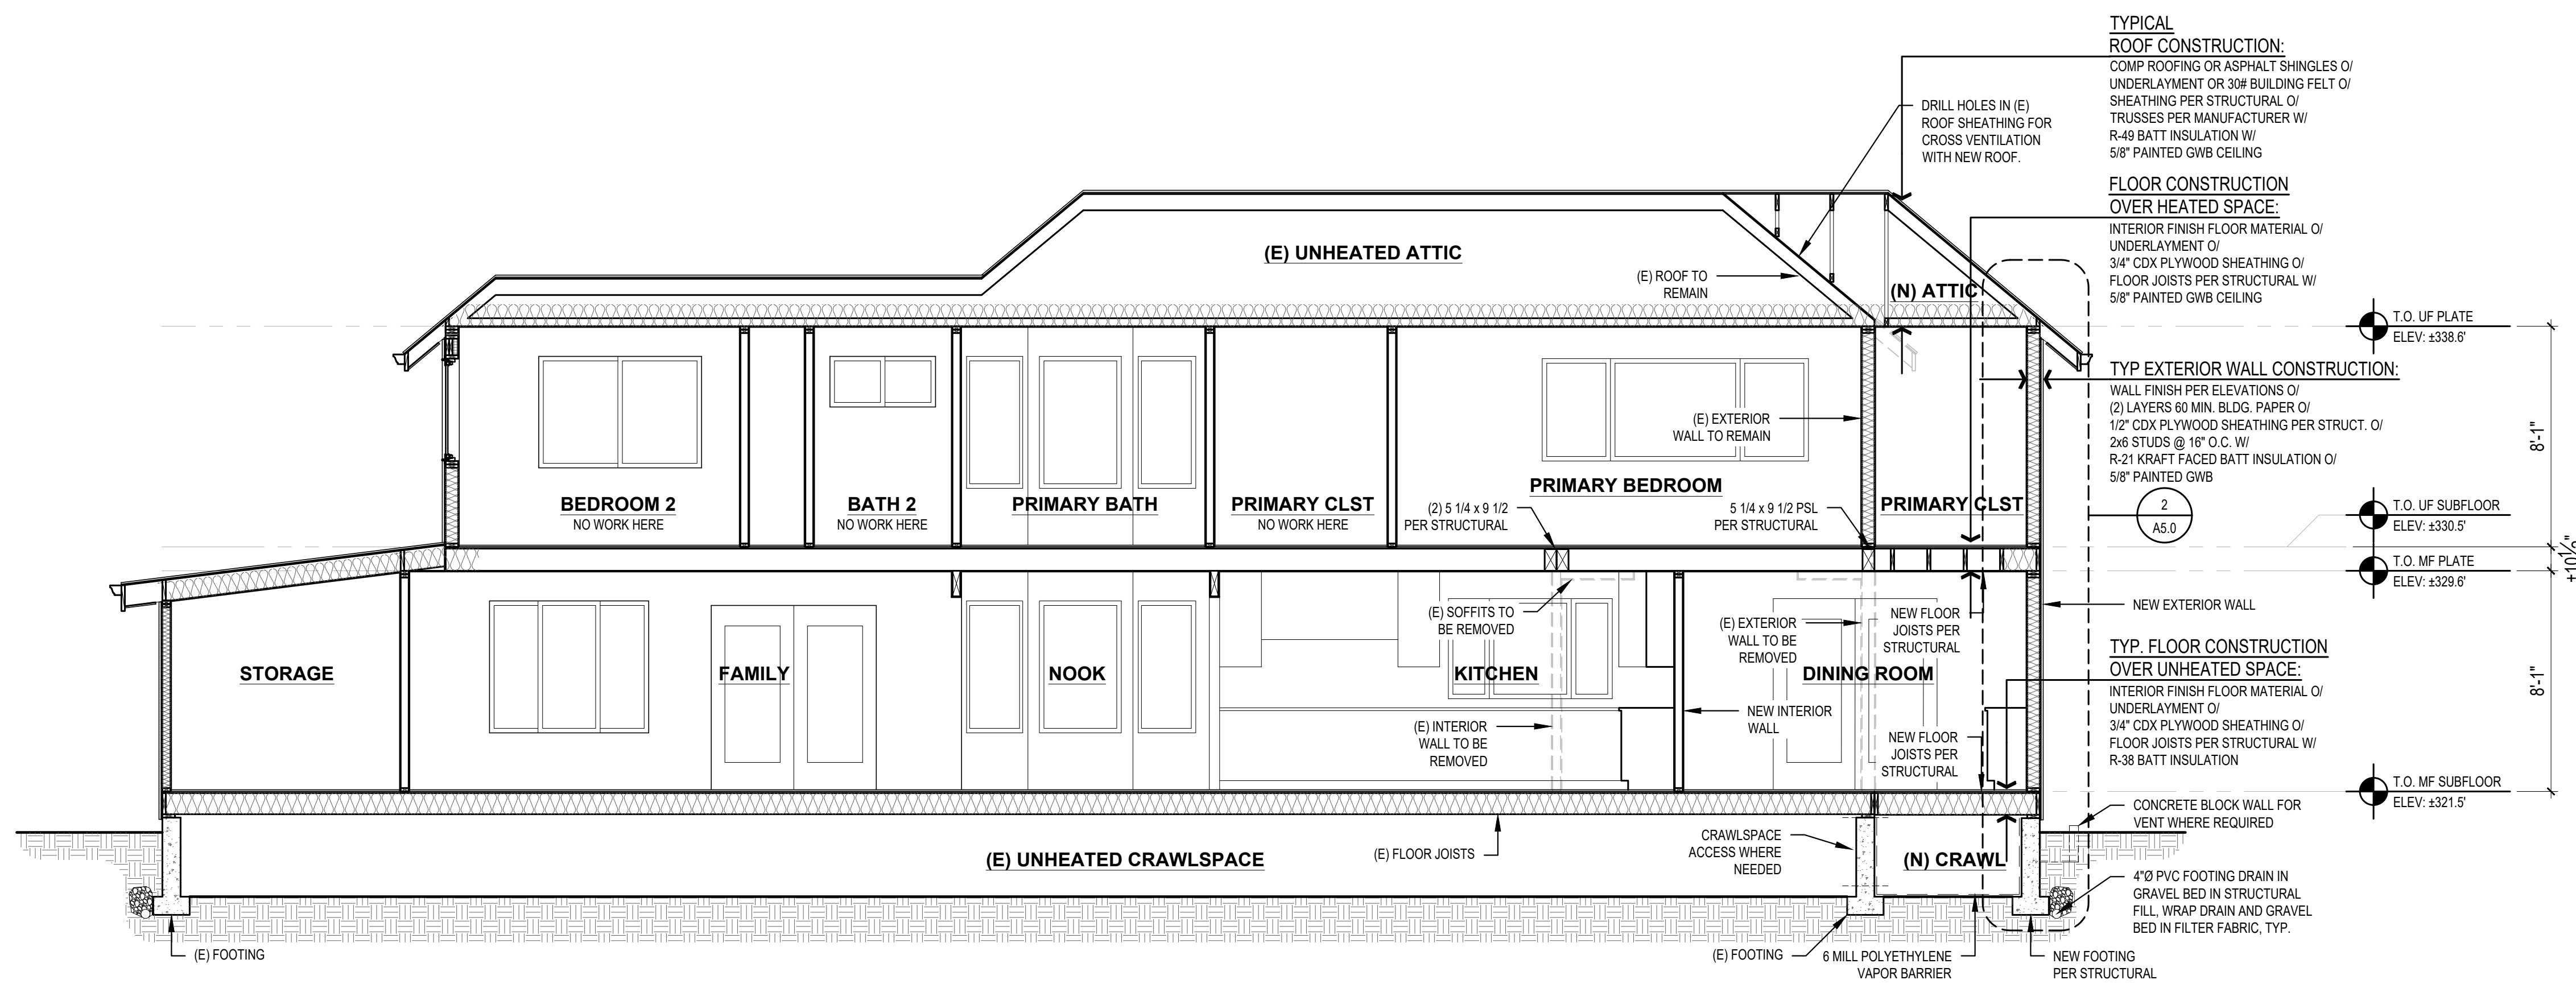 TYPICAL
ROOF CONSTRUCTION:
COMP ROOFING OR ASPHALT SHINGLES O/
UNDERLAYMENT OR 30# BUILDING FELT O/
SHEATHING PER STRUCTURAL O/
TRUSSES PER MANUFACTURER W/
R-49 BATT INSULATION W/
5/8" PAINTED GWB CEILING
DRILL HOLES IN (E)
ROOF SHEATHING FOR
CROSS VENTILATION
WITH NEW ROOF.
FLOOR CONSTRUCTION
OVER HEATED SPACE:
INTERIOR FINISH FLOOR MATERIAL O/
UNDERLAYMENT O/
3/4" CDX PLYWOOD SHEATHING O/
FLOOR JOISTS PER STRUCTURAL W/
5/8" PAINTED GWB CEILING
(E) UNHEATED ATTIC
(E) ROOF TO
REMAIN
(N) ATTIC
T.O. UF PLATE
ELEV: ±338.6'
TYP EXTERIOR WALL CONSTRUCTION:
WALL FINISH PER ELEVATIONS O/
(2) LAYERS 60 MIN. BLDG. PAPER O/
1/2" CDX PLYWOOD SHEATHING PER STRUCT. O/
2x6 STUDS @ 16" O.C. W/
R-21 KRAFT FACED BATT INSULATION O/
5/8" PAINTED GWB
8'-1"
(E) EXTERIOR
WALL TO REMAIN
BEDROOM 2
NO WORK HERE
BATH 2
NO WORK HERE
PRIMARY BATH
PRIMARY CLST
NO WORK HERE
PRIMARY BEDROOM
PRIMARY CLST
(2) 5 1/4 x 9 1/2
PER STRUCTURAL
5 1/4 x 9 1/2 PSL
PER STRUCTURAL
2
A5.0
T.O. UF SUBFLOOR
ELEV: ±330.5'
±10 1/2"
T.O. MF PLATE
ELEV: ±329.6'
NEW EXTERIOR WALL
(E) SOFFITS TO
BE REMOVED
(E) EXTERIOR
WALL TO BE
REMOVED
NEW FLOOR
JOISTS PER
STRUCTURAL
STORAGE
FAMILY
NOOK
KITCHEN
DINING ROOM
TYP. FLOOR CONSTRUCTION
OVER UNHEATED SPACE:
INTERIOR FINISH FLOOR MATERIAL O/
UNDERLAYMENT O/
3/4" CDX PLYWOOD SHEATHING O/
FLOOR JOISTS PER STRUCTURAL W/
R-38 BATT INSULATION
8'-1"
(E) INTERIOR
WALL TO BE
REMOVED
NEW INTERIOR
WALL
NEW FLOOR
JOISTS PER
STRUCTURAL
T.O. MF SUBFLOOR
ELEV: ±321.5'
CONCRETE BLOCK WALL FOR
VENT WHERE REQUIRED
(E) UNHEATED CRAWLSPACE
(E) FLOOR JOISTS
CRAWLSPACE
ACCESS WHERE
NEEDED
(N) CRAWL
4"Ø PVC FOOTING DRAIN IN
GRAVEL BED IN STRUCTURAL
FILL, WRAP DRAIN AND GRAVEL
BED IN FILTER FABRIC, TYP.
(E) FOOTING
(E) FOOTING
6 MILL POLYETHYLENE
VAPOR BARRIER
NEW FOOTING
PER STRUCTURAL